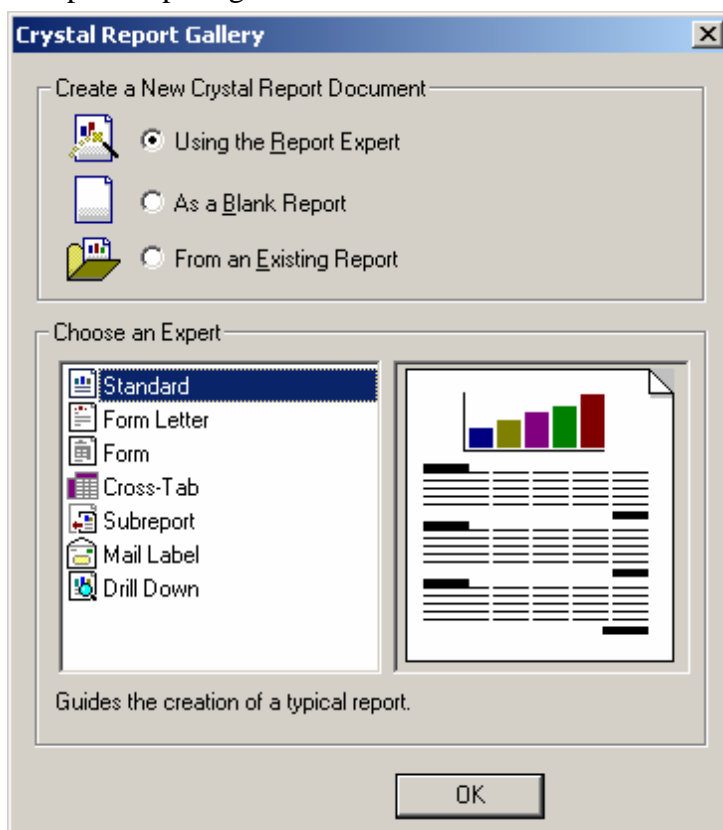 Crystal Report Gallery
Create a New Crystal Report Document
Using the Report Expert
As a Blank Report
From an Existing Report
Choose an Expert
Standard
Form Letter
Form
Cross-Tab
Subreport
Mail Label
Drill Down
Guides the creation of a typical report.
OK